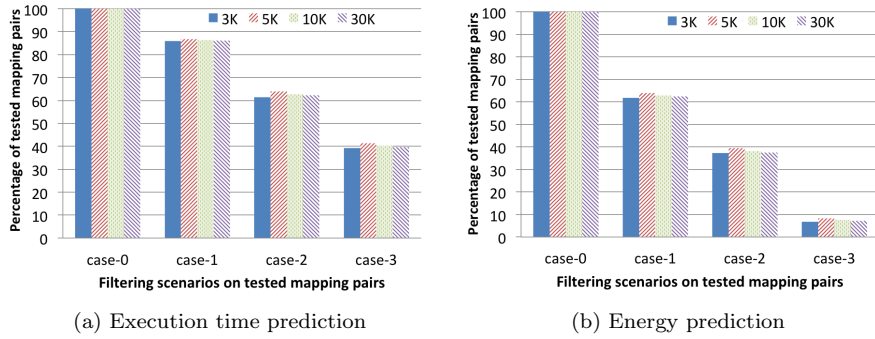 Percentage of tested mapping pairs
3K 5K 10K 30K
100
90
80
70
60
50
40
30
20
10
0
case-0 case-1 case-2 case-3
Filtering scenarios on tested mapping pairs
(a) Execution time prediction
Percentage of tested mapping pairs
3K 5K 10K 30K
100
90
80
70
60
50
40
30
20
10
0
case-0 case-1 case-2 case-3
Filtering scenarios on tested mapping pairs
(b) Energy prediction